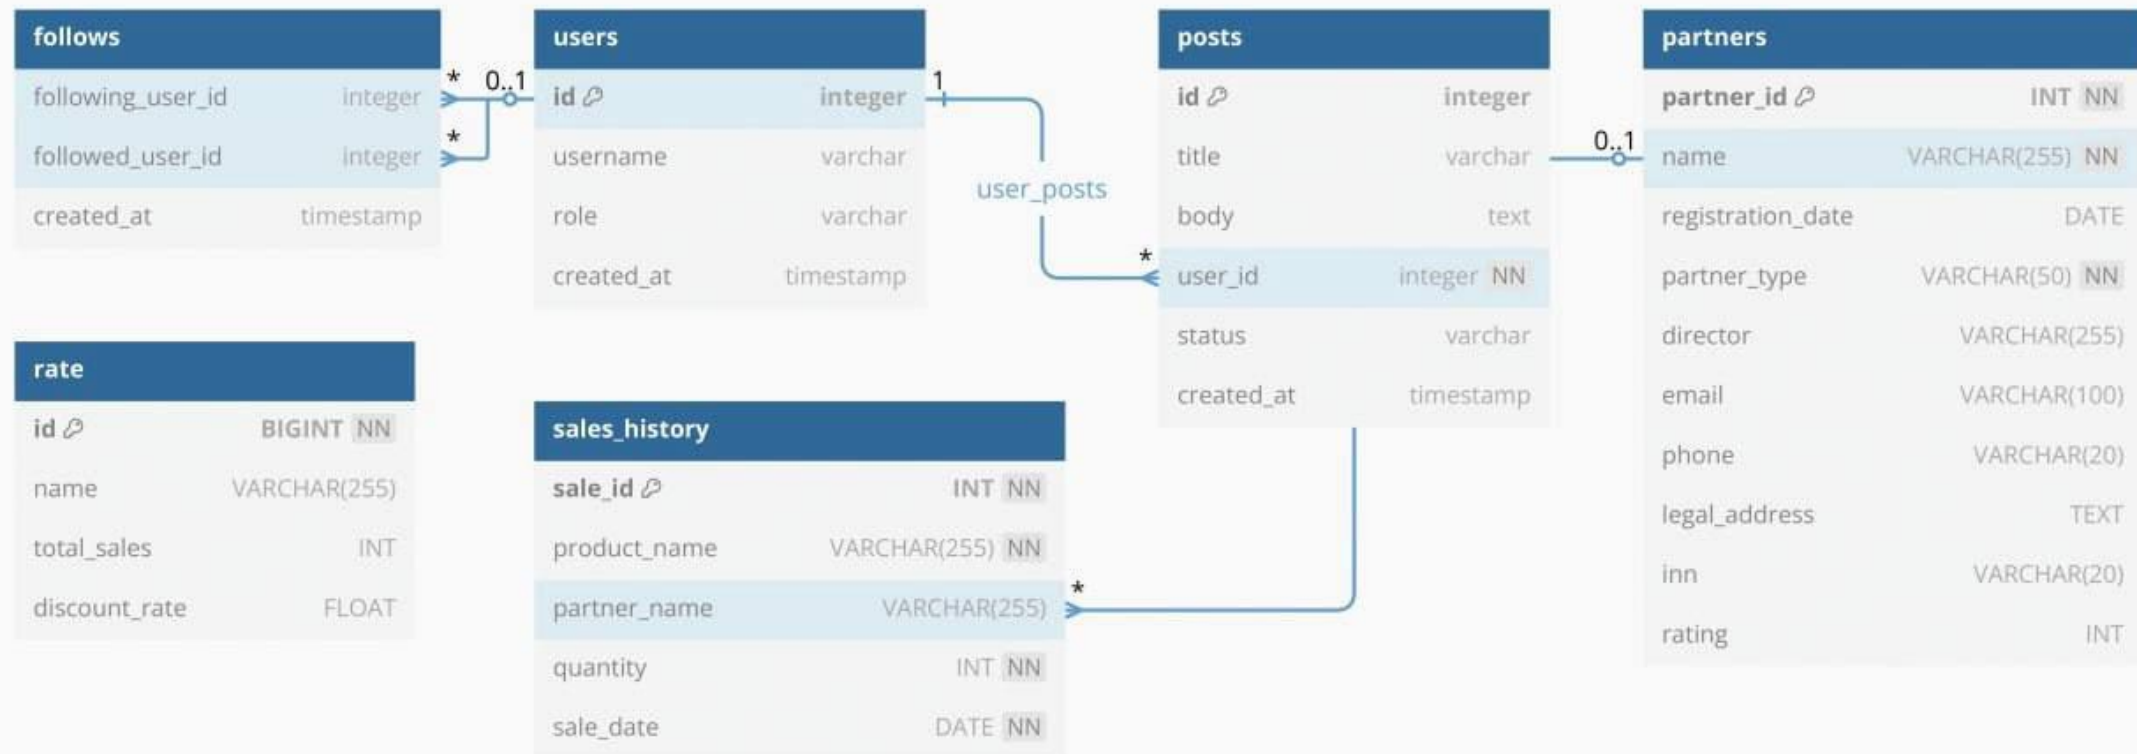 follows
following_user_id integer
followed_user_id integer
created_at timestamp
* 0..1
*
users
id integer
username varchar
role varchar
created_at timestamp
1
user_posts
*
posts
id integer
title varchar
body text
user_id integer NN
status varchar
created_at timestamp
0..1
partners
partner_id INT NN
name VARCHAR(255) NN
registration_date DATE
partner_type VARCHAR(50) NN
director VARCHAR(255)
email VARCHAR(100)
phone VARCHAR(20)
legal_address TEXT
inn VARCHAR(20)
rating INT
rate
id BIGINT NN
name VARCHAR(255)
total_sales INT
discount_rate FLOAT
sales_history
sale_id INT NN
product_name VARCHAR(255) NN
partner_name VARCHAR(255)
*
quantity INT NN
sale_date DATE NN